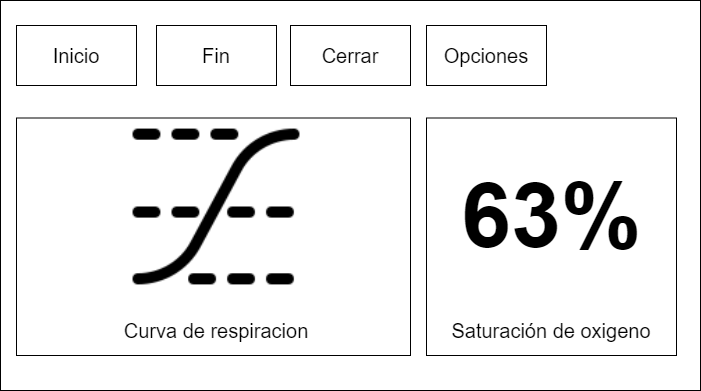 Inicio
Fin
Cerrar
Opciones
63%
Curva de respiracion
Saturación de oxigeno